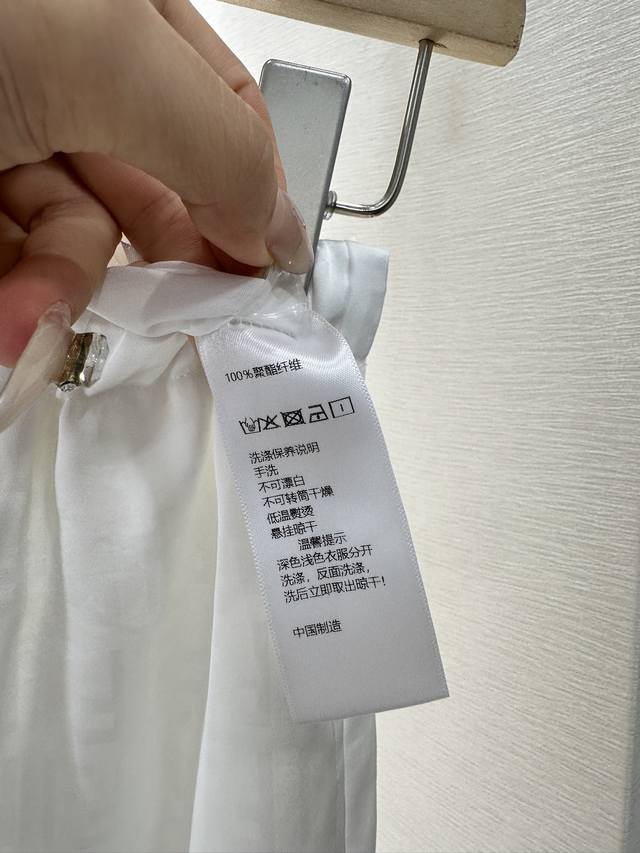 100%聚酯纤维
洗涤保养说明
手洗
不可漂白
不可转筒干燥
低温熨烫
悬挂晾干
温馨提示
深色浅色衣服分开
洗涤，反面洗涤，
洗后立即取出晾干！
中国制造